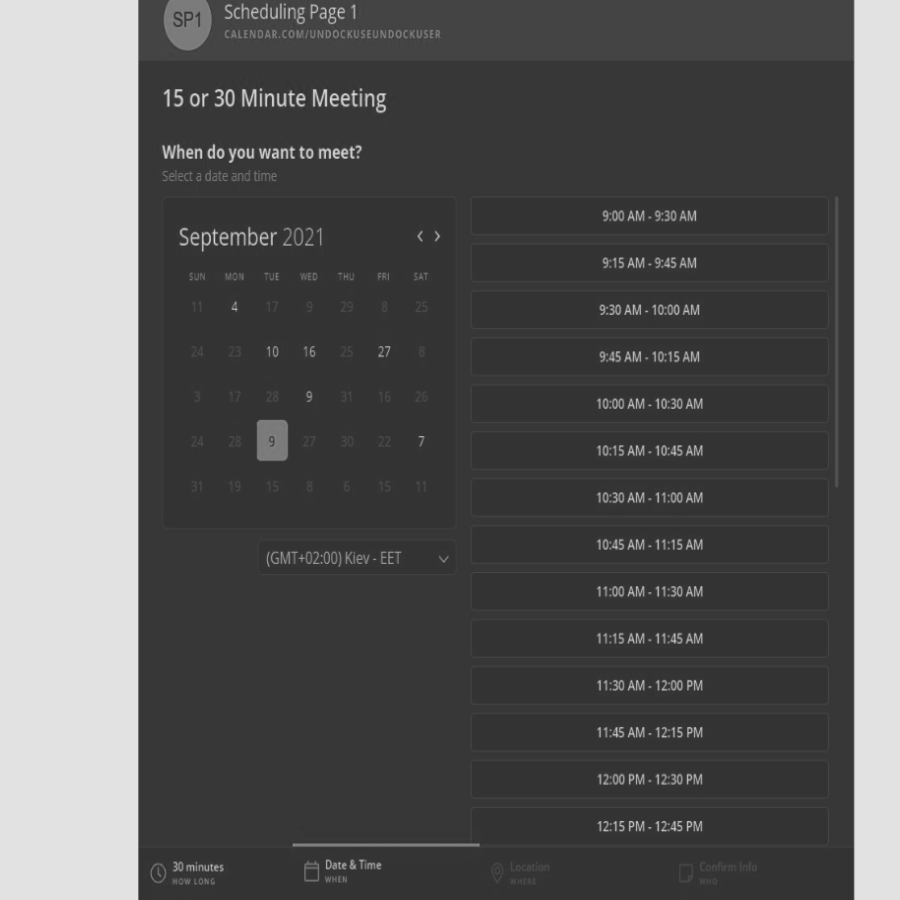 SP1
Scheduling Page 1
CALENDAR.COM/UNDOCKUSEUNDOCKUSER
15 or 30 Minute Meeting
When do you want to meet?
Select a date and time
September 2021
SUN MON TUE WED THU FRI SAT
11 4 17 9 29 8 25
24 23 10 16 25 27 8
3 17 28 9 31 16 26
24 28 9 27 30 22 7
31 19 15 8 6 15 11
(GMT+02:00) Kiev - EET
9:00 AM - 9:30 AM
9:15 AM - 9:45 AM
9:30 AM - 10:00 AM
9:45 AM - 10:15 AM
10:00 AM - 10:30 AM
10:15 AM - 10:45 AM
10:30 AM - 11:00 AM
10:45 AM - 11:15 AM
11:00 AM - 11:30 AM
11:15 AM - 11:45 AM
11:30 AM - 12:00 PM
11:45 AM - 12:15 PM
12:00 PM - 12:30 PM
12:15 PM - 12:45 PM
30 minutes
HOW LONG
Date & Time
WHEN
Location
WHERE
Confirm Info
WHO